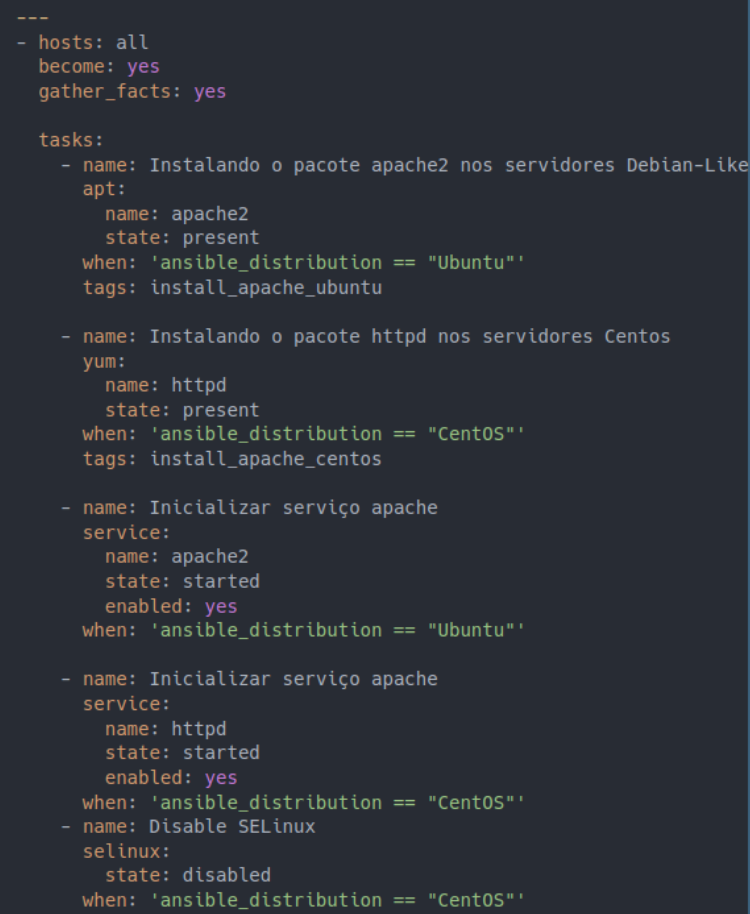 ---
- hosts: all
  become: yes
  gather_facts: yes

  tasks:
    - name: Instalando o pacote apache2 nos servidores Debian-Like
      apt:
        name: apache2
        state: present
      when: 'ansible_distribution == "Ubuntu"'
      tags: install_apache_ubuntu

    - name: Instalando o pacote httpd nos servidores Centos
      yum:
        name: httpd
        state: present
      when: 'ansible_distribution == "CentOS"'
      tags: install_apache_centos

    - name: Inicializar serviço apache
      service:
        name: apache2
        state: started
        enabled: yes
      when: 'ansible_distribution == "Ubuntu"'

    - name: Inicializar serviço apache
      service:
        name: httpd
        state: started
        enabled: yes
      when: 'ansible_distribution == "CentOS"'
    - name: Disable SELinux
      selinux:
        state: disabled
      when: 'ansible_distribution == "CentOS"'